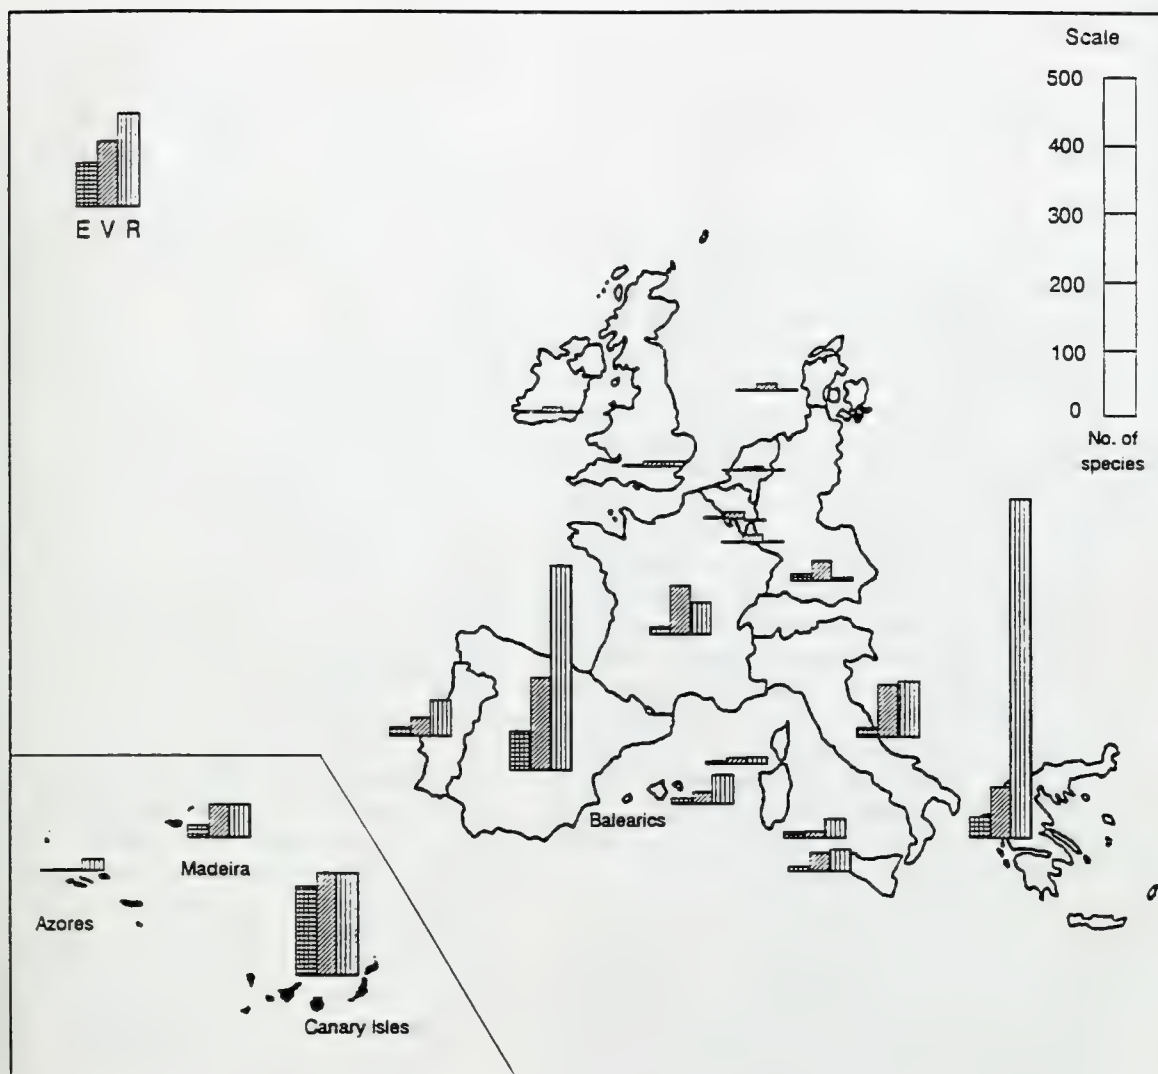 Scale
500
400
300
200
100
0
No. of
species
E V R
Balearics
Madeira
Azores
Canary Isles